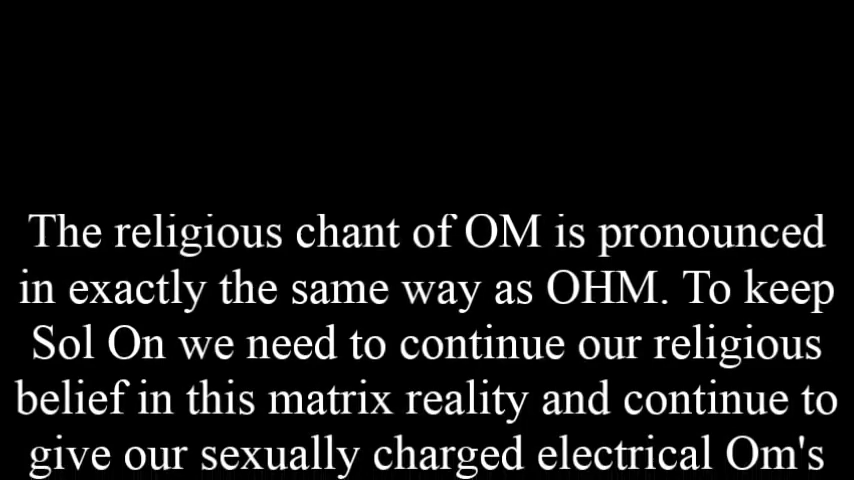 The religious chant of OM is pronounced
in exactly the same way as OHM. To keep
Sol On we need to continue our religious
belief in this matrix reality and continue to
give our sexually charged electrical Om's